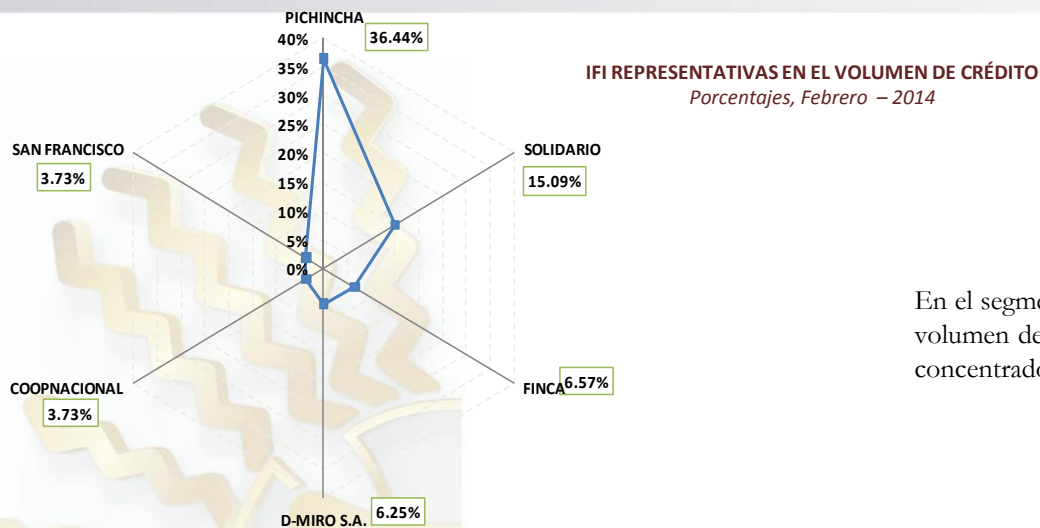 PICHINCHA
36.44%
40%
35%
30%
25%
20%
15%
10%
5%
0%
IFI REPRESENTATIVAS EN EL VOLUMEN DE CRÉDITO
Porcentajes, Febrero – 2014
SAN FRANCISCO
3.73%
SOLIDARIO
15.09%
COOPNACIONAL
3.73%
FINCA
6.57%
D-MIRO S.A.
6.25%
En el segme
volumen de
concentrado